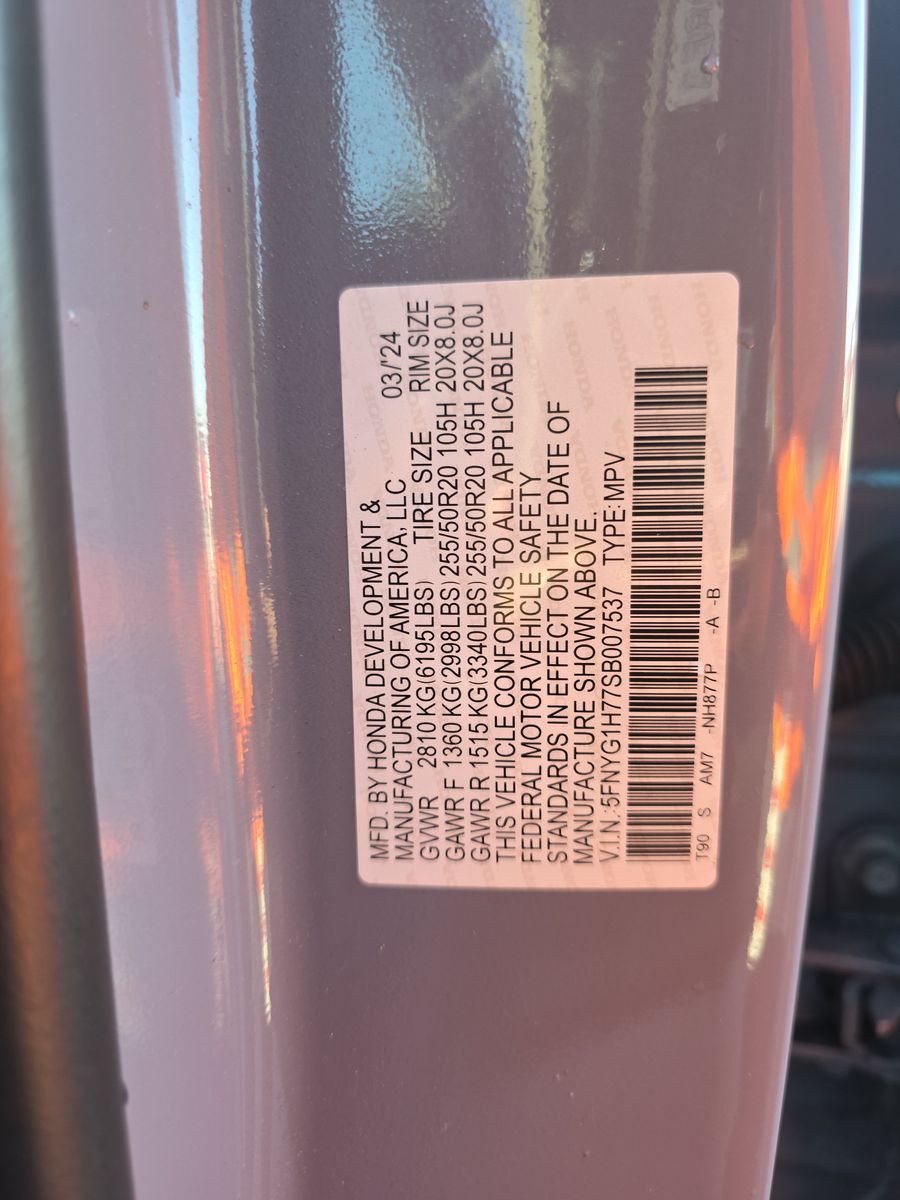 MFD. BY HONDA DEVELOPMENT &
MANUFACTURING OF AMERICA, LLC 03/'24
GVWR 2810 KG(6195LBS) TIRE SIZE RIM SIZE
GAWR F 1360 KG(2998LBS) 255/50R20 105H 20X8.0J
GAWR R 1515 KG(3340LBS) 255/50R20 105H 20X8.0J
THIS VEHICLE CONFORMS TO ALL APPLICABLE
FEDERAL MOTOR VEHICLE SAFETY
STANDARDS IN EFFECT ON THE DATE OF
MANUFACTURE SHOWN ABOVE.
V.I.N.:5FNYG1H77SB007537 TYPE:MPV
T90 S AM7 -NH877P -A -B